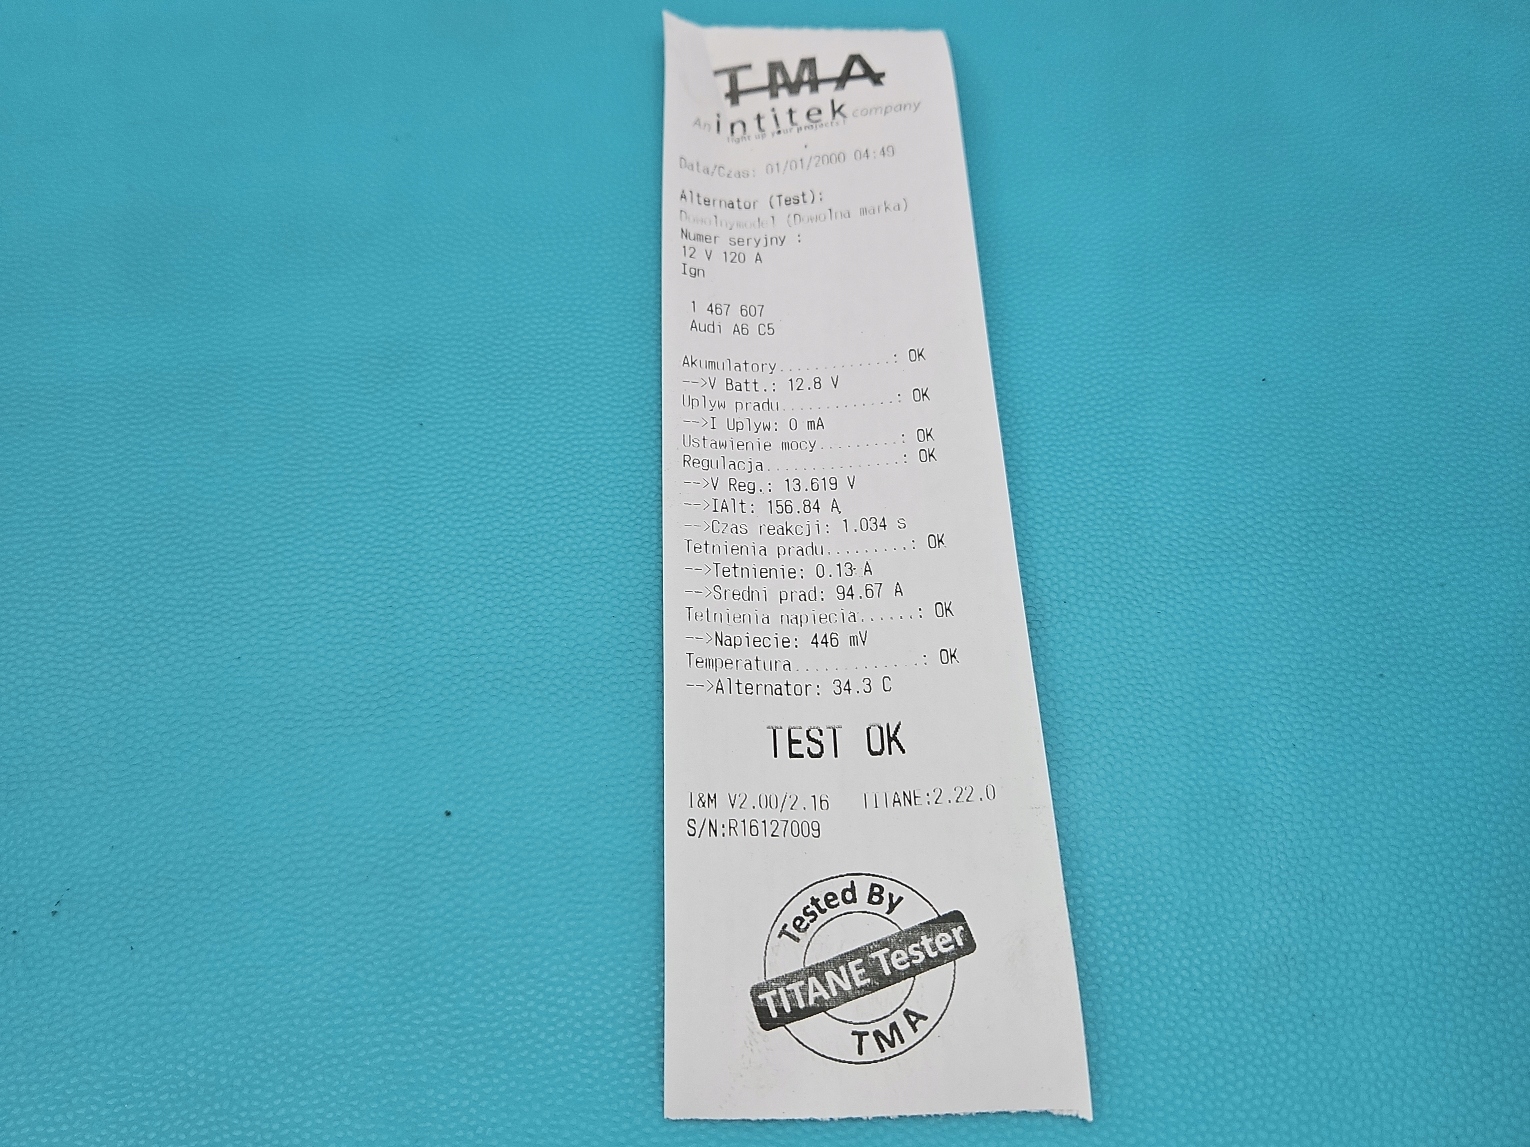 TMA
An intitek company
light up your projects!
Data/Czas: 01/01/2000 04:49
Alternator (Test):
Dowolnymodel (Dowolna marka)
Numer seryjny :
12 V 120 A
Ign
1 467 607
Audi A6 C5
Akumulatory............: OK
-->V Batt.: 12.8 V
Uplyw pradu.............: OK
-->I Uplyw: 0 mA
Ustawienie mocy.........: OK
Regulacja...............: OK
-->V Reg.: 13.619 V
-->IAlt: 156.84 A
-->Czas reakcji: 1.034 s
Tetnienia pradu.........: OK
-->Tetnienie: 0.13 A
-->Sredni prad: 94.67 A
Tetnienia napiecia......: OK
-->Napiecie: 446 mV
Temperatura.............: OK
-->Alternator: 34.3 C
TEST OK
I&M V2.00/2.16 TITANE:2.22.0
S/N:R16127009
Tested By
TITANE Tester
TMA